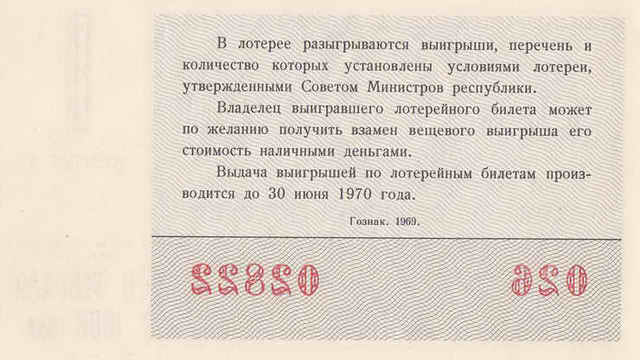 В лотерее разыгрываются выигрыши, перечень и
количество которых установлены условиями лотереи,
утвержденными Советом Министров республики.
Владелец выигравшего лотерейного билета может
по желанию получить взамен вещевого выигрыша его
стоимость наличными деньгами.
Выдача выигрышей по лотерейным билетам произ-
водится до 30 июня 1970 года.
Гознак. 1969.
026 02822